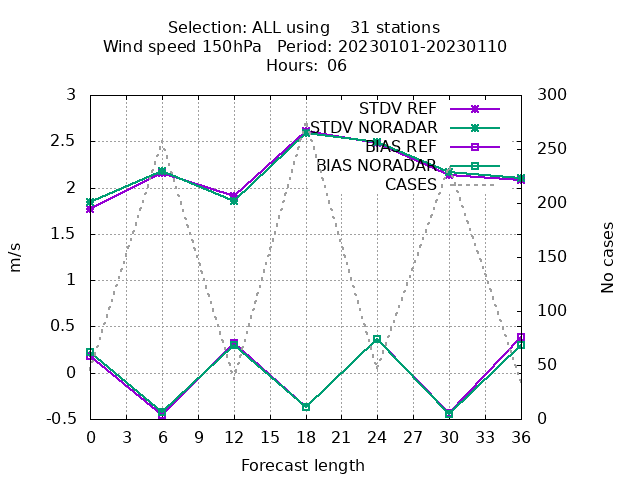 Selection: ALL using    31 stations
Wind speed 150hPa   Period: 20230101-20230110
Hours:  06
STDV REF
STDV NORADAR
BIAS REF
BIAS NORADAR
CASES
3
2.5
2
1.5
1
0.5
0
-0.5
m/s
300
250
200
150
100
50
0
No cases
0 3 6 9 12 15 18 21 24 27 30 33 36
Forecast length